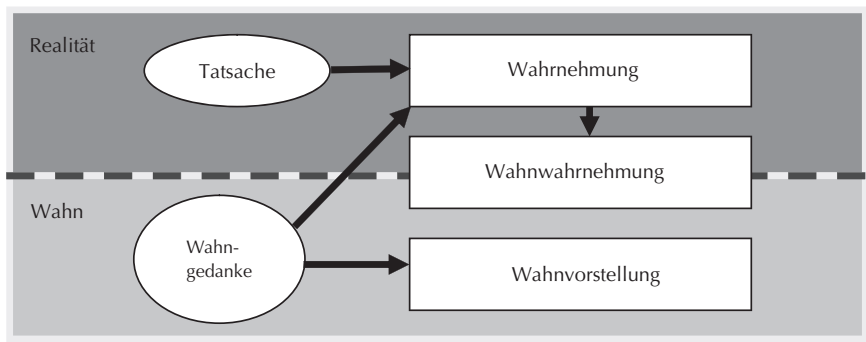 Realität
Tatsache
Wahrnehmung
Wahnwahrnehmung
Wahn
Wahn-
gedanke
Wahnvorstellung